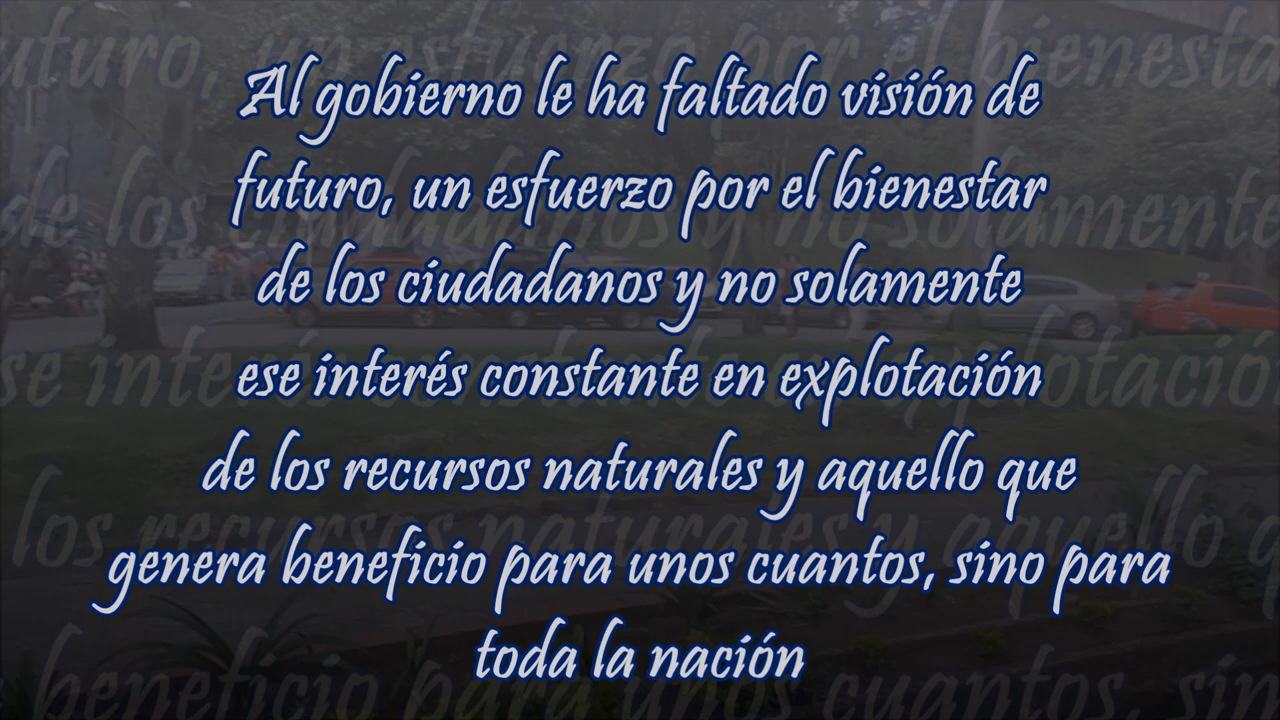 Al gobierno le ha faltado visión de
futuro, un esfuerzo por el bienestar
de los ciudadanos y no solamente
ese interés constante en explotación
de los recursos naturales y aquello que
genera beneficio para unos cuantos, sino para
toda la nación